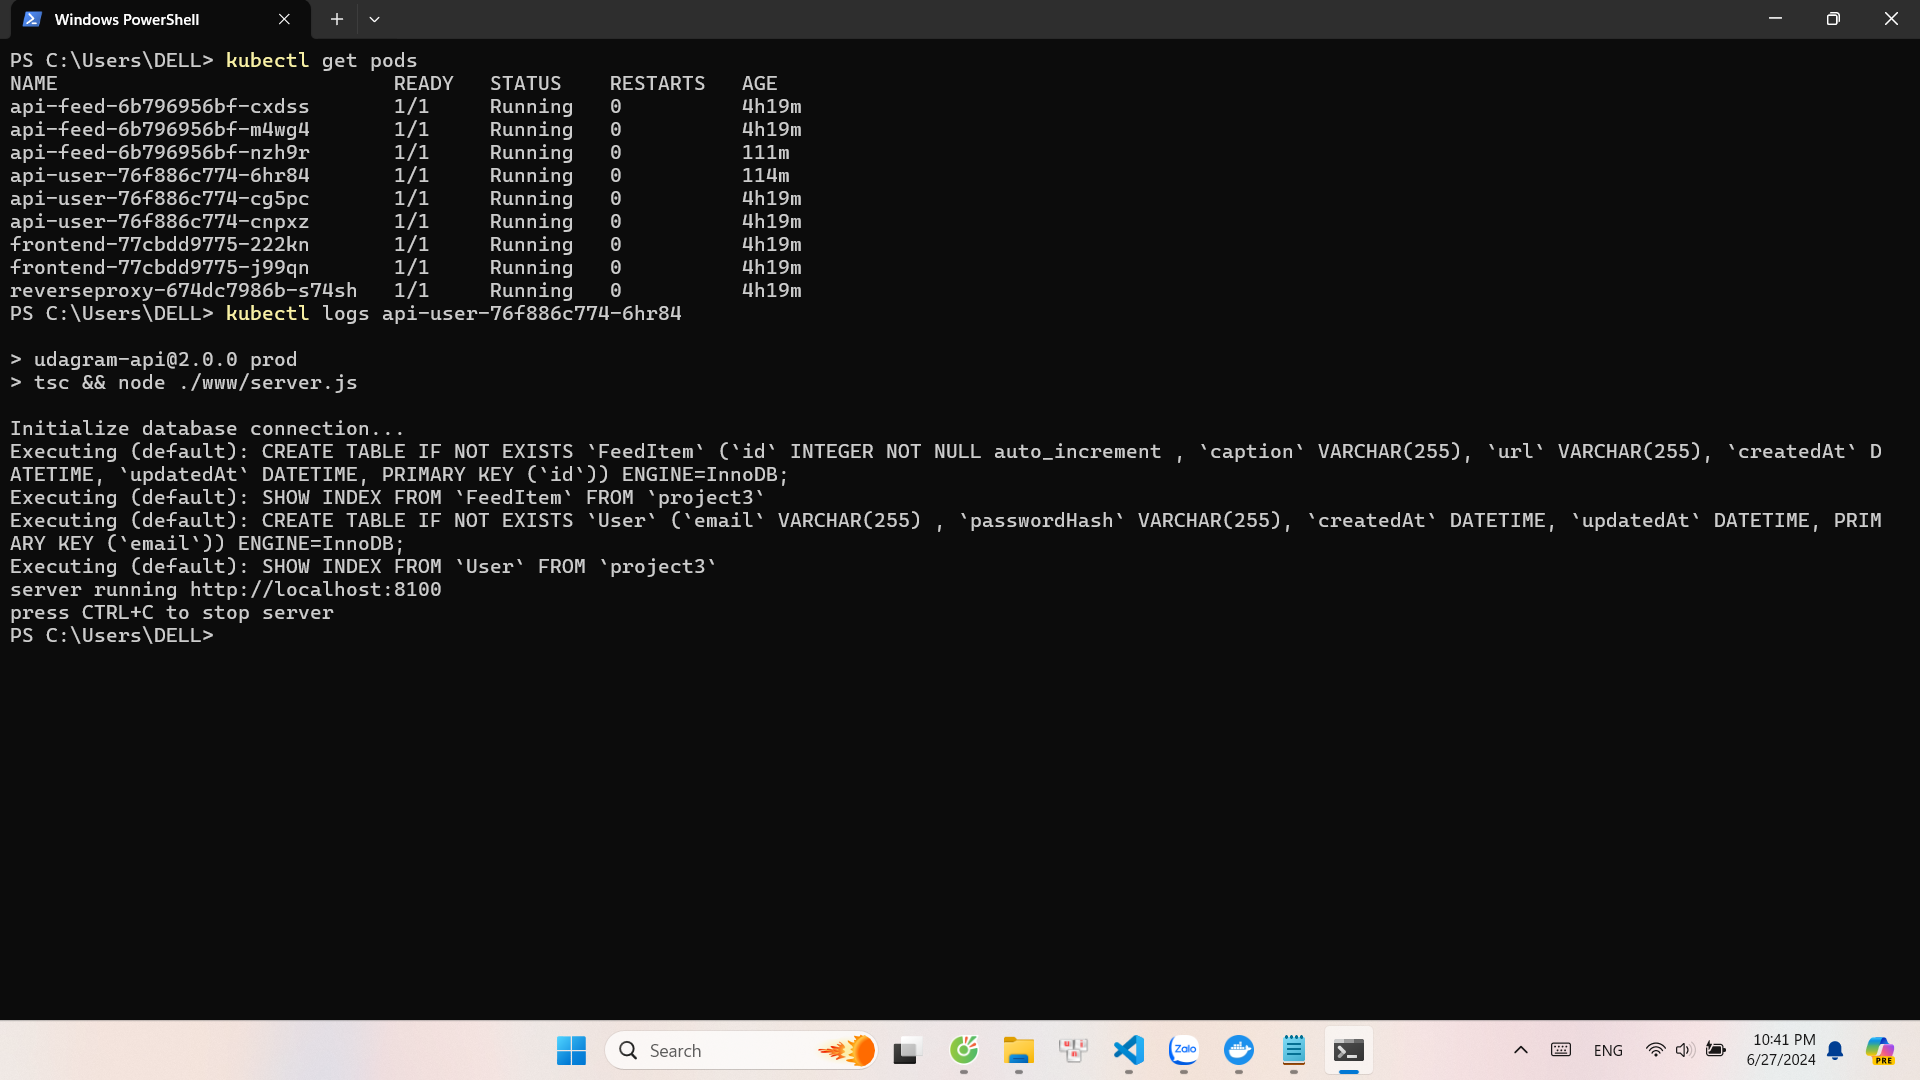 Windows PowerShell
PS C:\Users\DELL> kubectl get pods
NAME READY STATUS RESTARTS AGE
api-feed-6b796956bf-cxdss 1/1 Running 0 4h19m
api-feed-6b796956bf-m4wg4 1/1 Running 0 4h19m
api-feed-6b796956bf-nzh9r 1/1 Running 0 111m
api-user-76f886c774-6hr84 1/1 Running 0 114m
api-user-76f886c774-cg5pc 1/1 Running 0 4h19m
api-user-76f886c774-cnpxz 1/1 Running 0 4h19m
frontend-77cbdd9775-222kn 1/1 Running 0 4h19m
frontend-77cbdd9775-j99qn 1/1 Running 0 4h19m
reverseproxy-674dc7986b-s74sh 1/1 Running 0 4h19m
PS C:\Users\DELL> kubectl logs api-user-76f886c774-6hr84
> udagram-api@2.0.0 prod
> tsc && node ./www/server.js
Initialize database connection...
Executing (default): CREATE TABLE IF NOT EXISTS `FeedItem` (`id` INTEGER NOT NULL auto_increment , `caption` VARCHAR(255), `url` VARCHAR(255), `createdAt` D
ATETIME, `updatedAt` DATETIME, PRIMARY KEY (`id`)) ENGINE=InnoDB;
Executing (default): SHOW INDEX FROM `FeedItem` FROM `project3`
Executing (default): CREATE TABLE IF NOT EXISTS `User` (`email` VARCHAR(255) , `passwordHash` VARCHAR(255), `createdAt` DATETIME, `updatedAt` DATETIME, PRIM
ARY KEY (`email`)) ENGINE=InnoDB;
Executing (default): SHOW INDEX FROM `User` FROM `project3`
server running http://localhost:8100
press CTRL+C to stop server
PS C:\Users\DELL>
Search
Zalo
ENG
10:41 PM
6/27/2024
PRE